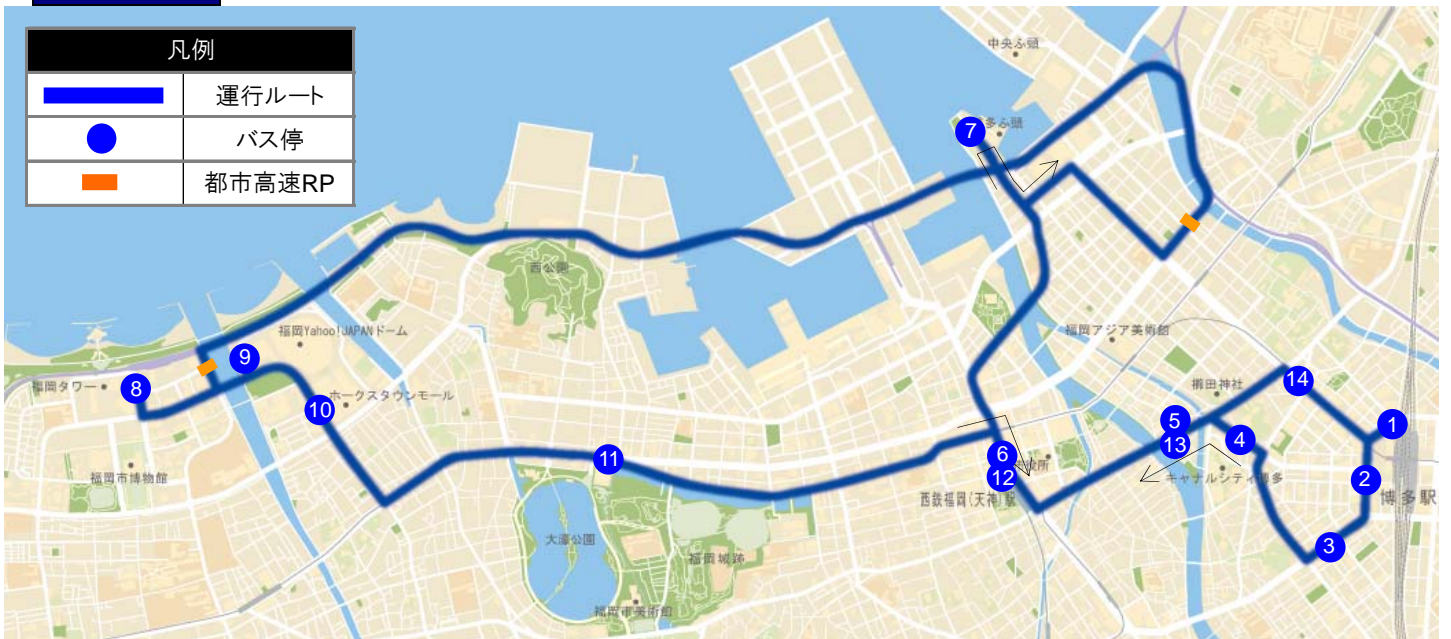 凡例
運行ルート
バス停
都市高速RP
中央ふ頭
7
多ふ頭
西公園
福岡Yahoo!JAPANドーム
福岡アジア美術館
9
福岡タワー
8
櫛田神社
14
10
ホークスタウンモール
5
1
4
13
11
6
役所
福岡市博物館
12
キャナルシティ博多
2
西鉄福岡(天神)駅
博多駅
大濠公園
3
福岡城跡
福岡市美術館